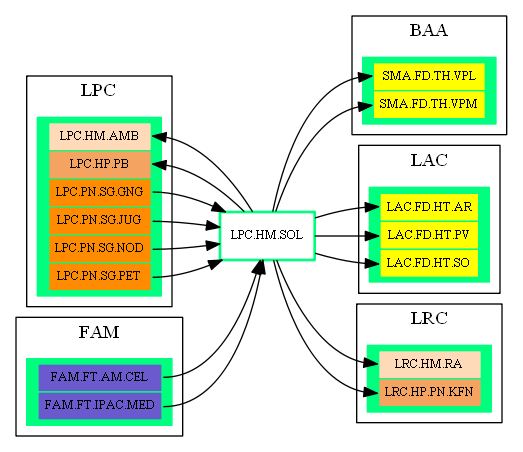 LPC
LPC.HM.AMB
LPC.HP.PB
LPC.PN.SG.GNG
LPC.PN.SG.JUG
LPC.PN.SG.NOD
LPC.PN.SG.PET
FAM
FAM.FT.AM.CEL
FAM.FT.IPAC.MED
LPC.HM.SOL
BAA
SMA.FD.TH.VPL
SMA.FD.TH.VPM
LAC
LAC.FD.HT.AR
LAC.FD.HT.PV
LAC.FD.HT.SO
LRC
LRC.HM.RA
LRC.HP.PN.KFN